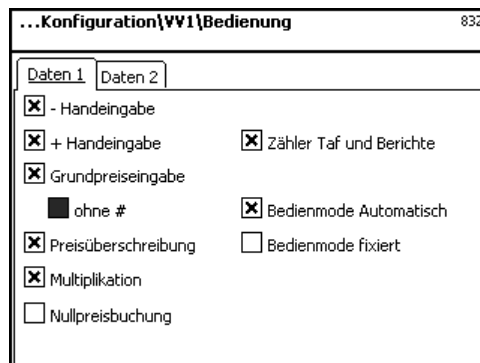 ...Konfiguration\VV1\Bedienung 832
Daten 1 Daten 2
- Handeingabe
+ Handeingabe Zähler Taf und Berichte
Grundpreiseingabe
ohne # Bedienmode Automatisch
Preisüberschreibung Bedienmode fixiert
Multiplikation
Nullpreisbuchung